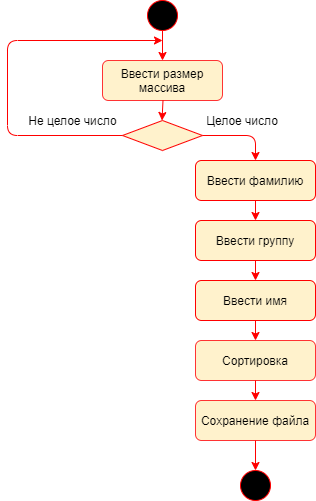 Ввести размер
массива
Не целое число
Целое число
Ввести фамилию
Ввести группу
Ввести имя
Сортировка
Сохранение файла